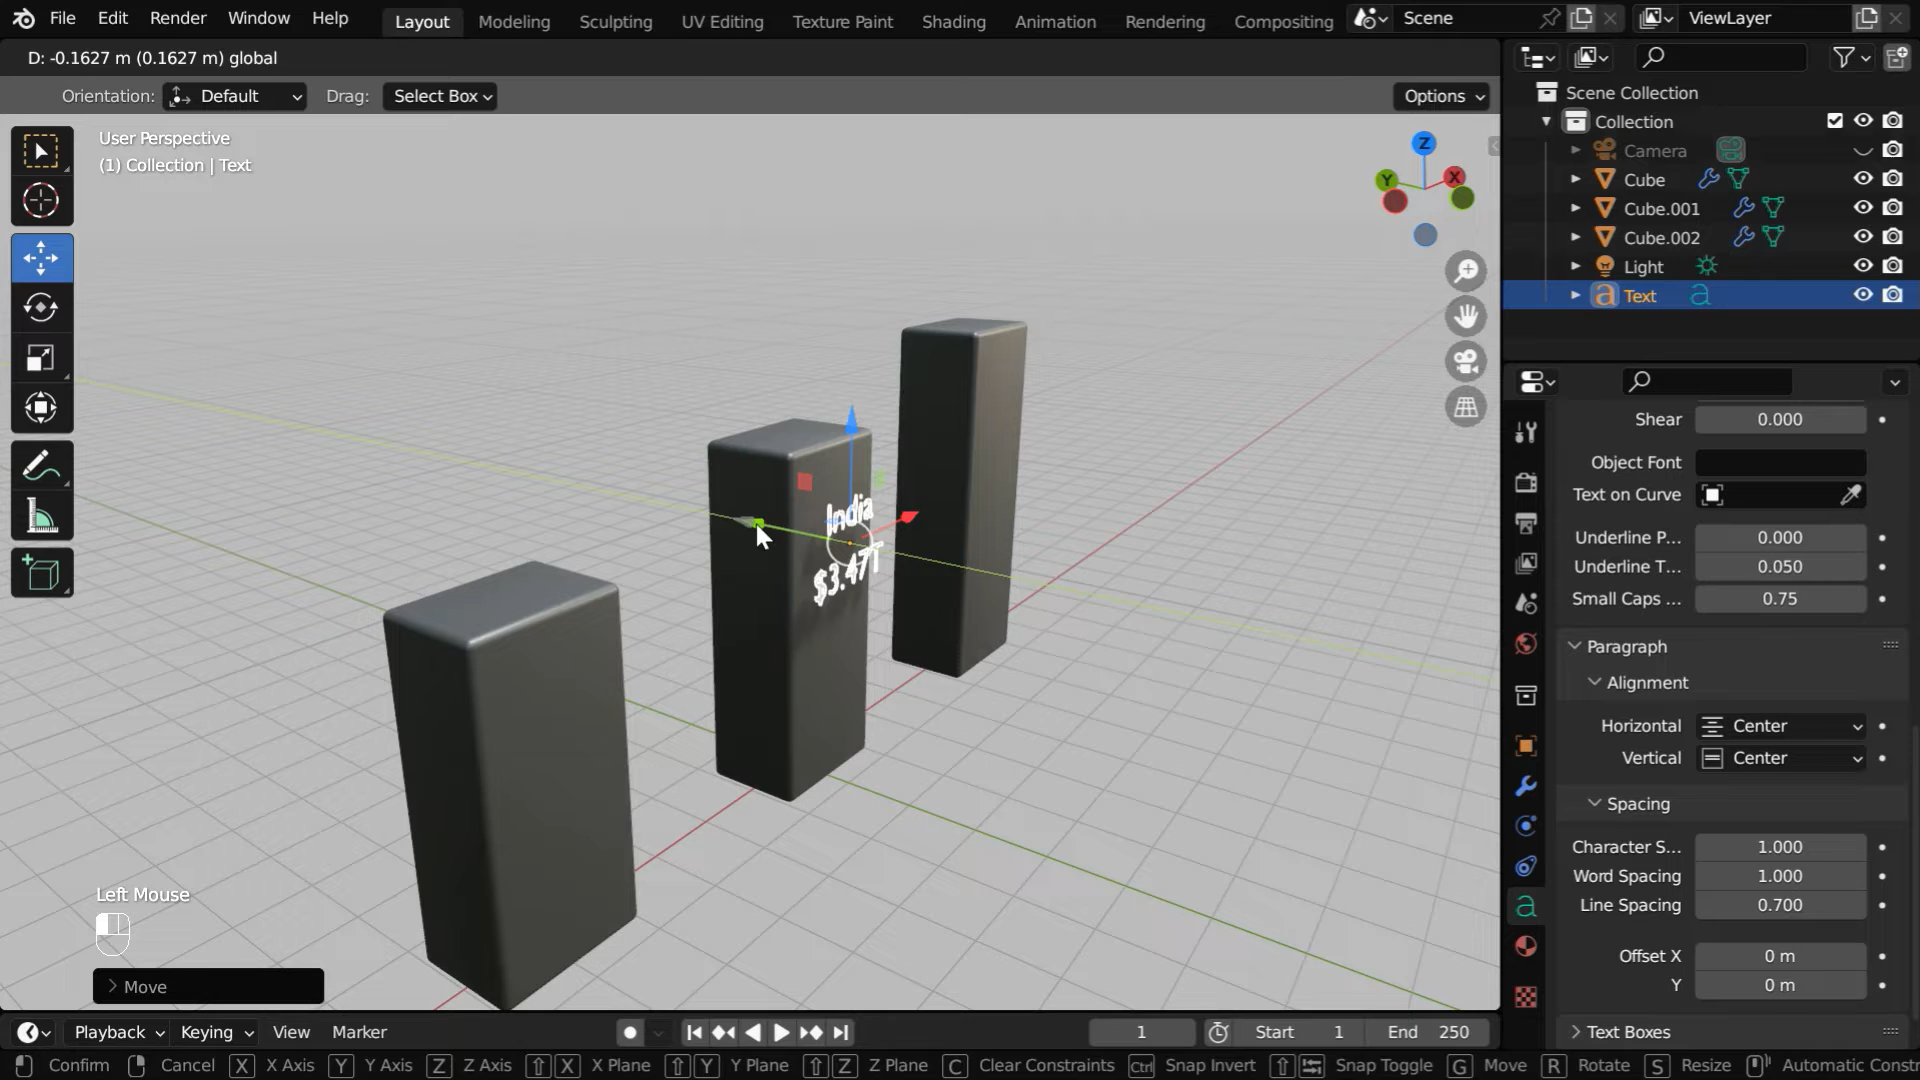 File Edit Render Window Help Layout Modeling Sculpting UV Editing Texture Paint Shading Animation Rendering Compositing Scene ViewLayer
D: -0.1627 m (0.1627 m) global
Orientation: Default Drag: Select Box Options
User Perspective
(1) Collection | Text
Z
Y
X
India
$3.47T
Left Mouse
Move
Scene Collection
Collection
Camera
Cube
Cube.001
Cube.002
Light
Text
Shear 0.000
Object Font
Text on Curve
Underline P... 0.000
Underline T... 0.050
Small Caps ... 0.75
Paragraph
Alignment
Horizontal Center
Vertical Center
Spacing
Character S... 1.000
Word Spacing 1.000
Line Spacing 0.700
Offset X 0 m
Y 0 m
Text Boxes
Playback Keying View Marker 1 Start 1 End 250
Confirm Cancel X X Axis Y Y Axis Z Z Axis X X Plane Y Y Plane Z Z Plane C Clear Constraints Ctrl Snap Invert Snap Toggle G Move R Rotate S Resize Automatic Constr